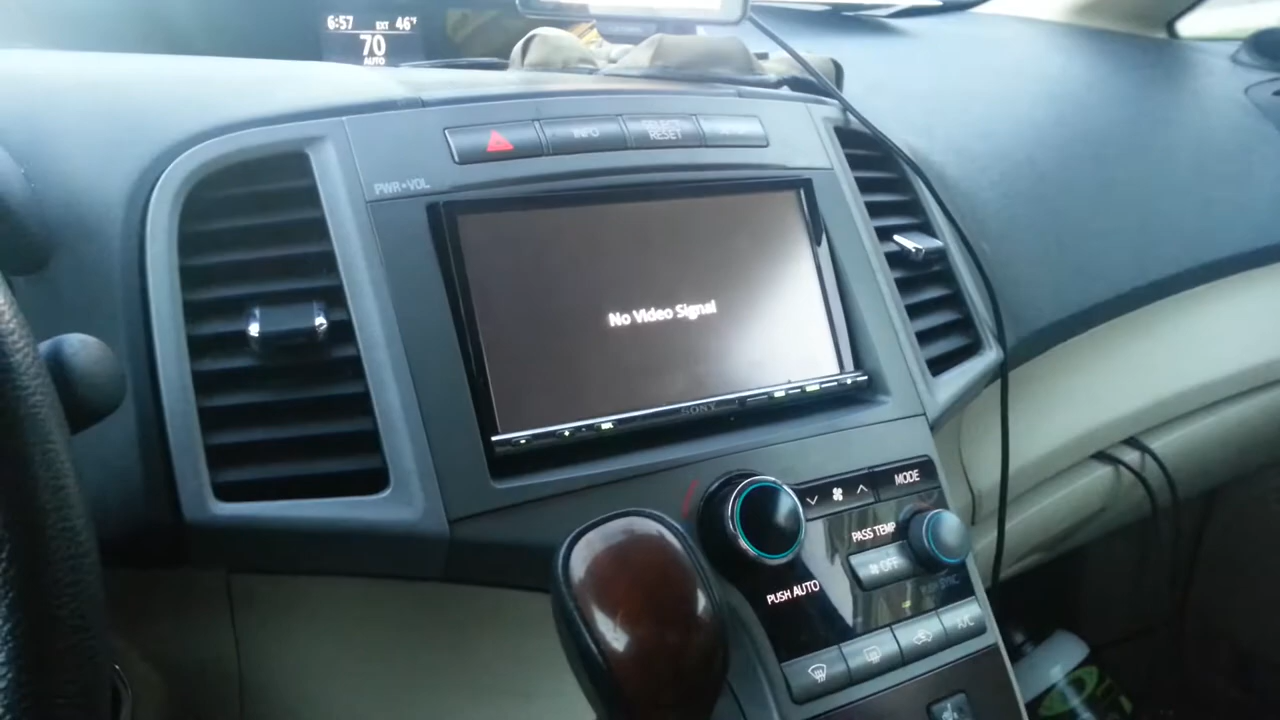 6:57 EXT 46°F
70
AUTO
INFO
SELECT
RESET
PWR•VOL
No Video Signal
SONY
MODE
PASS TEMP
OFF
PUSH AUTO
A/C